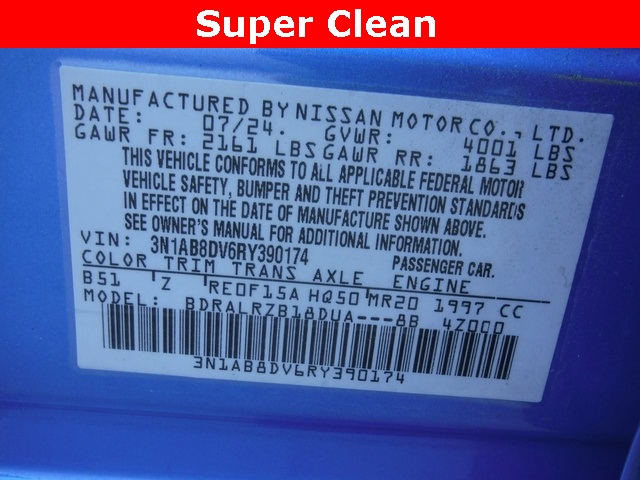 Super Clean
MANUFACTURED BY NISSAN MOTOR CO., LTD.
DATE: 07/24. GVWR: 4001 LBS
GAWR FR: 2161 LBS GAWR RR: 1863 LBS
THIS VEHICLE CONFORMS TO ALL APPLICABLE FEDERAL MOTOR
VEHICLE SAFETY, BUMPER AND THEFT PREVENTION STANDARDS
IN EFFECT ON THE DATE OF MANUFACTURE SHOWN ABOVE.
SEE OWNER'S MANUAL FOR ADDITIONAL INFORMATION.
VIN: 3N1AB8DV6RY390174 PASSENGER CAR.
COLOR TRIM TRANS AXLE ENGINE
B51 'Z RE0F15A HQ50 MR20 1997 CC
MODEL: BDRALRZB18DUA---8B 4Z000
3N1AB8DV6RY390174